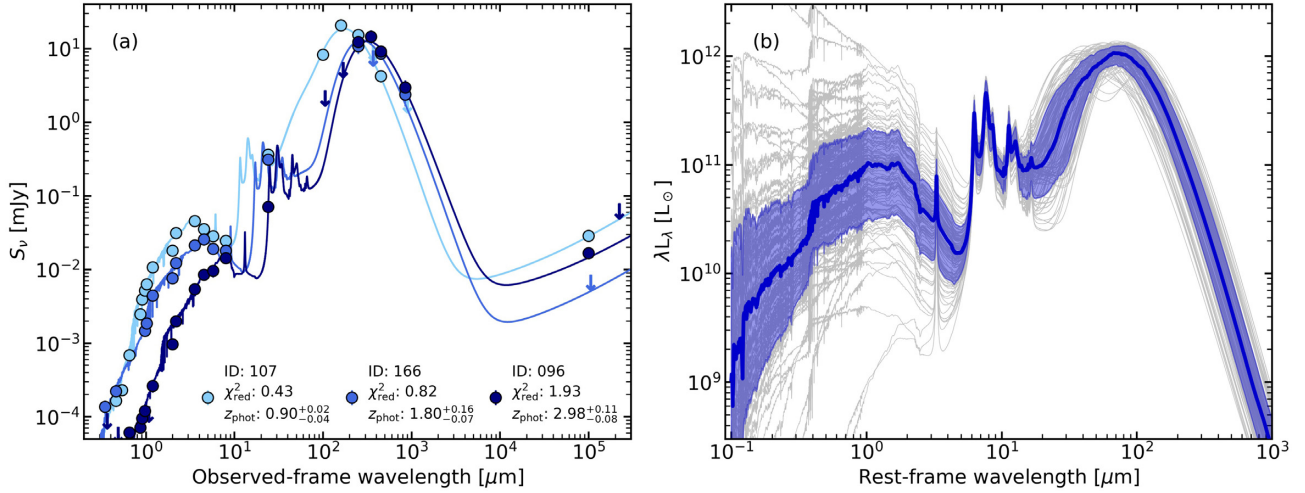 (a)
10¹
10⁰
10⁻¹
10⁻²
10⁻³
10⁻⁴
S_ν [mJy]
ID: 107
χ²_red: 0.43
z_phot: 0.90^{+0.02}_{−0.04}
ID: 166
χ²_red: 0.82
z_phot: 1.80^{+0.16}_{−0.07}
ID: 096
χ²_red: 1.93
z_phot: 2.98^{+0.11}_{−0.08}
10⁰ 10¹ 10² 10³ 10⁴ 10⁵
Observed-frame wavelength [μm]
(b)
10¹²
10¹¹
10¹⁰
10⁹
λL_λ [L_⊙]
10⁻¹ 10⁰ 10¹ 10² 10³
Rest-frame wavelength [μm]